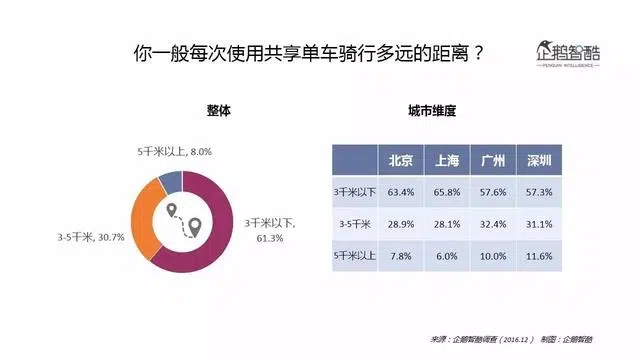 你一般每次使用共享单车骑行多远的距离？
企鹅智酷
PENGUIN INTELLIGENCE
整体
5千米以上, 8.0%
3-5千米, 30.7%
3千米以下,
61.3%
城市维度
北京 上海 广州 深圳
3千米以下 63.4% 65.8% 57.6% 57.3%
3-5千米 28.9% 28.1% 32.4% 31.1%
5千米以上 7.8% 6.0% 10.0% 11.6%
来源：企鹅智酷调查（2016.12） 制图：企鹅智酷